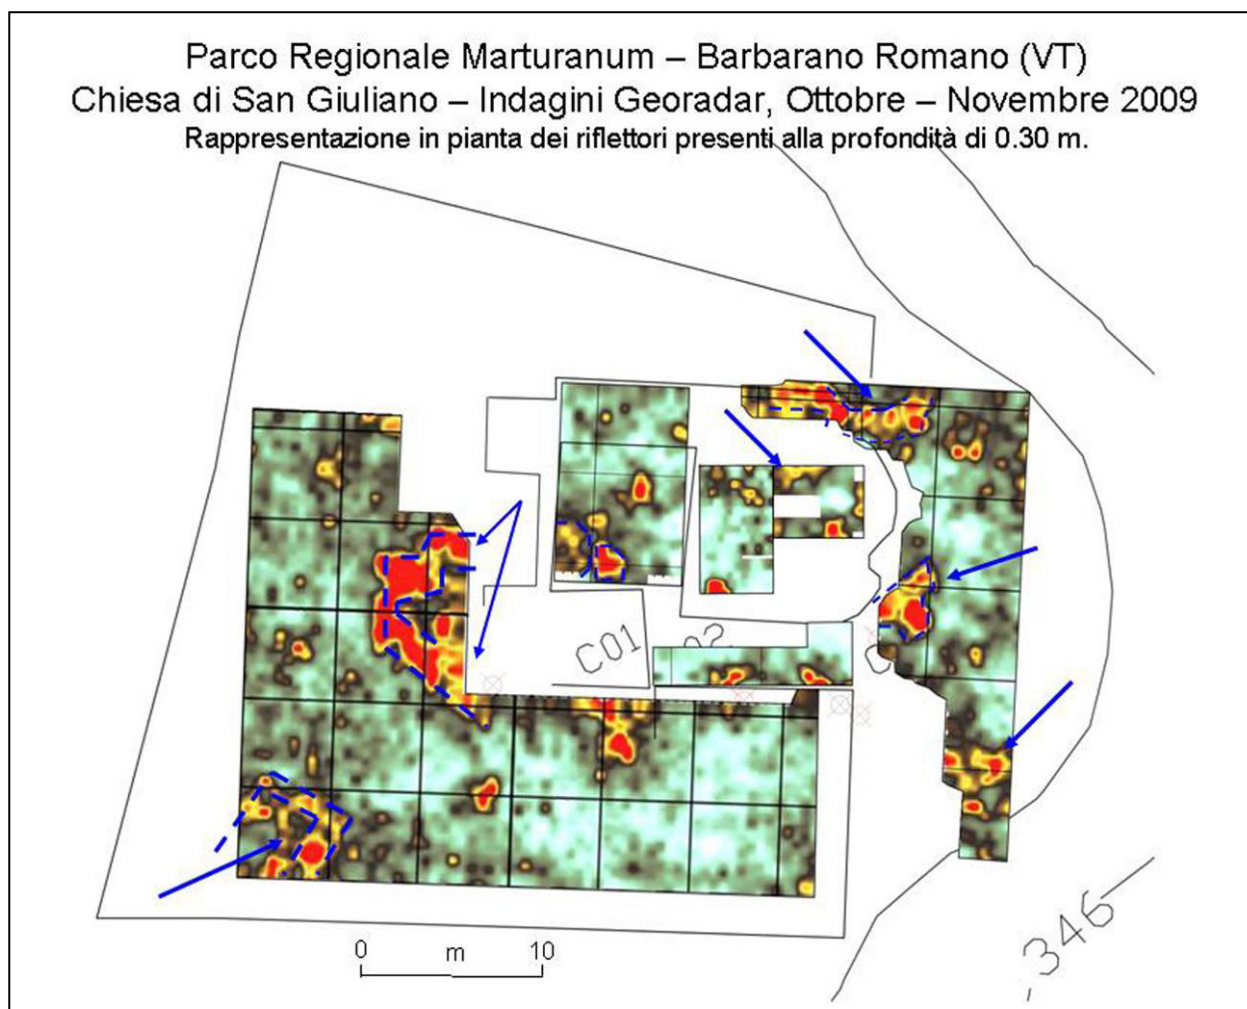 Parco Regionale Marturanum – Barbarano Romano (VT)
Chiesa di San Giuliano – Indagini Georadar, Ottobre – Novembre 2009
Rappresentazione in pianta dei riflettori presenti alla profondità di 0.30 m.
C01
346
0 m 10